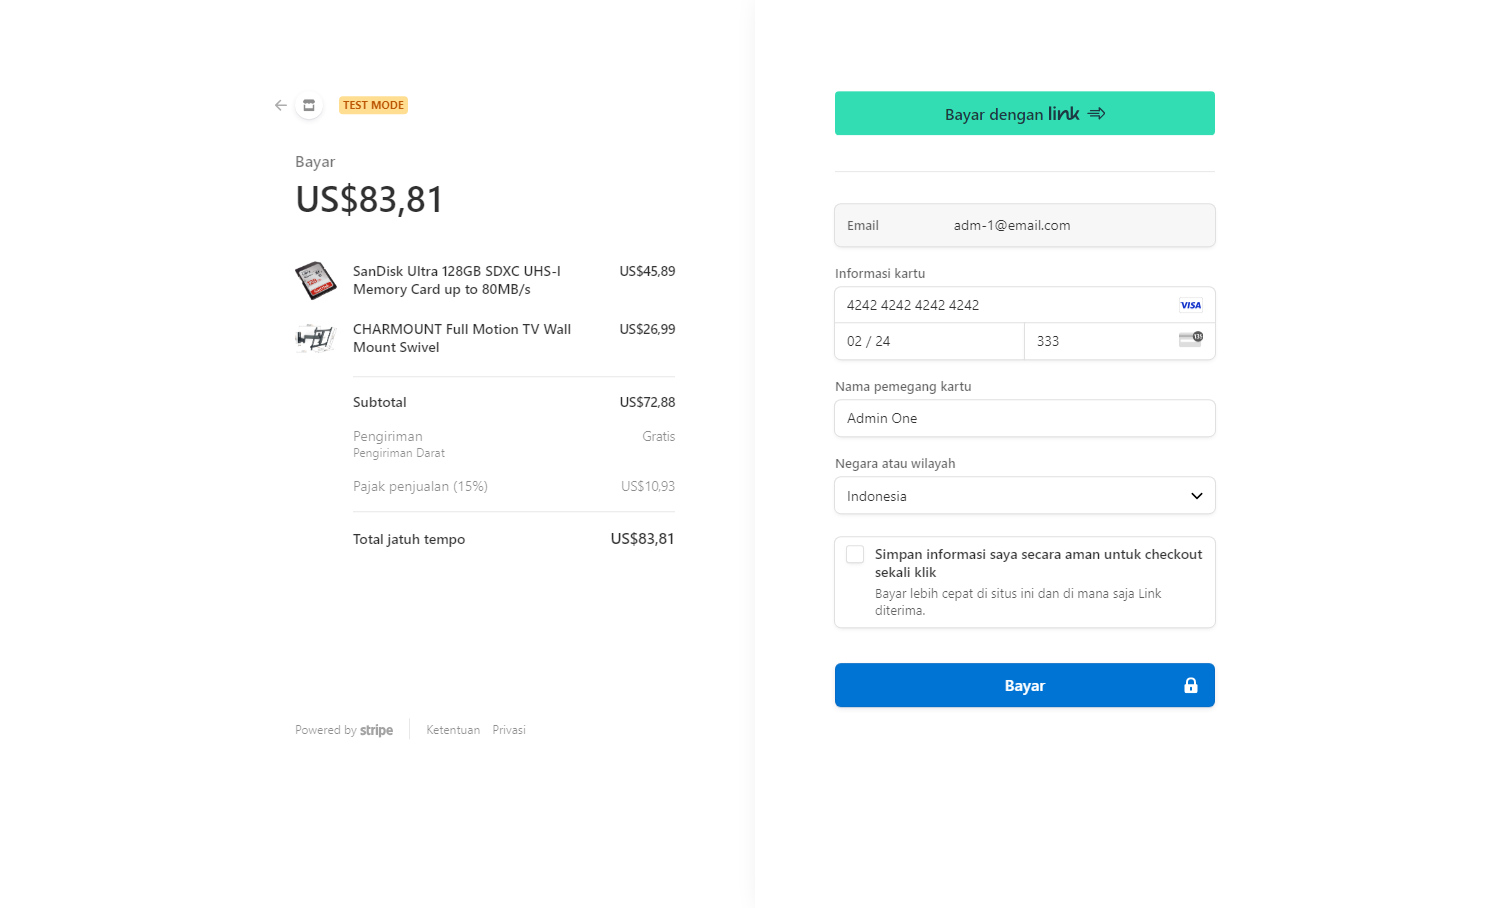 TEST MODE
Bayar
US$83,81
SanDisk Ultra 128GB SDXC UHS-I
Memory Card up to 80MB/s
US$45,89
CHARMOUNT Full Motion TV Wall
Mount Swivel
US$26,99
Subtotal
US$72,88
Pengiriman
Gratis
Pengiriman Darat
Pajak penjualan (15%)
US$10,93
Total jatuh tempo
US$83,81
Powered by stripe
Ketentuan
Privasi
Bayar dengan link
Email
adm-1@email.com
Informasi kartu
4242 4242 4242 4242
VISA
02 / 24
333
Nama pemegang kartu
Admin One
Negara atau wilayah
Indonesia
Simpan informasi saya secara aman untuk checkout
sekali klik
Bayar lebih cepat di situs ini dan di mana saja Link
diterima.
Bayar